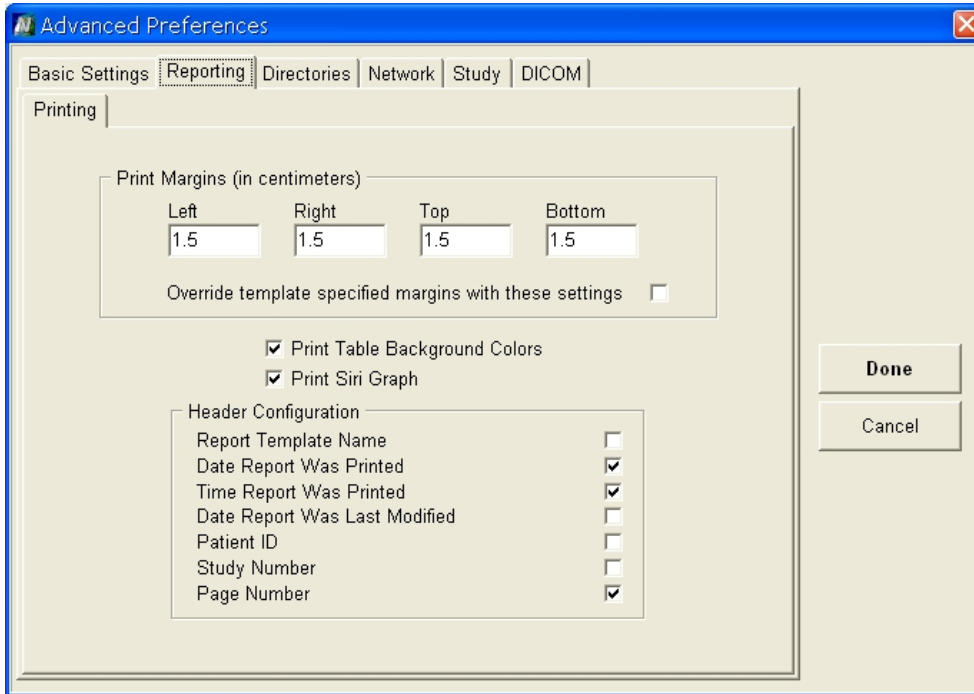 Advanced Preferences
Basic Settings Reporting Directories Network Study DICOM
Printing
Print Margins (in centimeters)
Left Right Top Bottom
1.5 1.5 1.5 1.5
Override template specified margins with these settings
Print Table Background Colors
Print Siri Graph
Done
Header Configuration
Cancel
Report Template Name
Date Report Was Printed
Time Report Was Printed
Date Report Was Last Modified
Patient ID
Study Number
Page Number